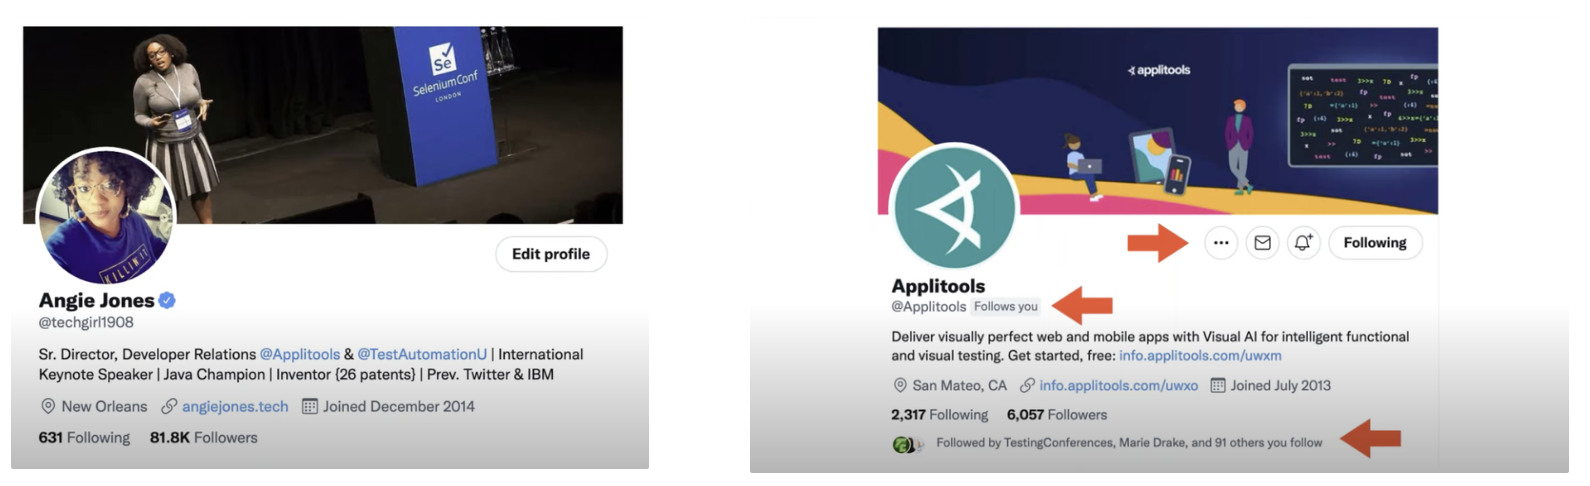 Se
SeleniumConf
LONDON
KILLIN'IT
Edit profile
Angie Jones
@techgirl1908
Sr. Director, Developer Relations @Applitools & @TestAutomationU | International
Keynote Speaker | Java Champion | Inventor {26 patents} | Prev. Twitter & IBM
New Orleans angiejones.tech Joined December 2014
631 Following 81.8K Followers
applitools
Following
Applitools
@Applitools Follows you
Deliver visually perfect web and mobile apps with Visual AI for intelligent functional
and visual testing. Get started, free: info.applitools.com/uwxm
San Mateo, CA info.applitools.com/uwxo Joined July 2013
2,317 Following 6,057 Followers
Followed by TestingConferences, Marie Drake, and 91 others you follow